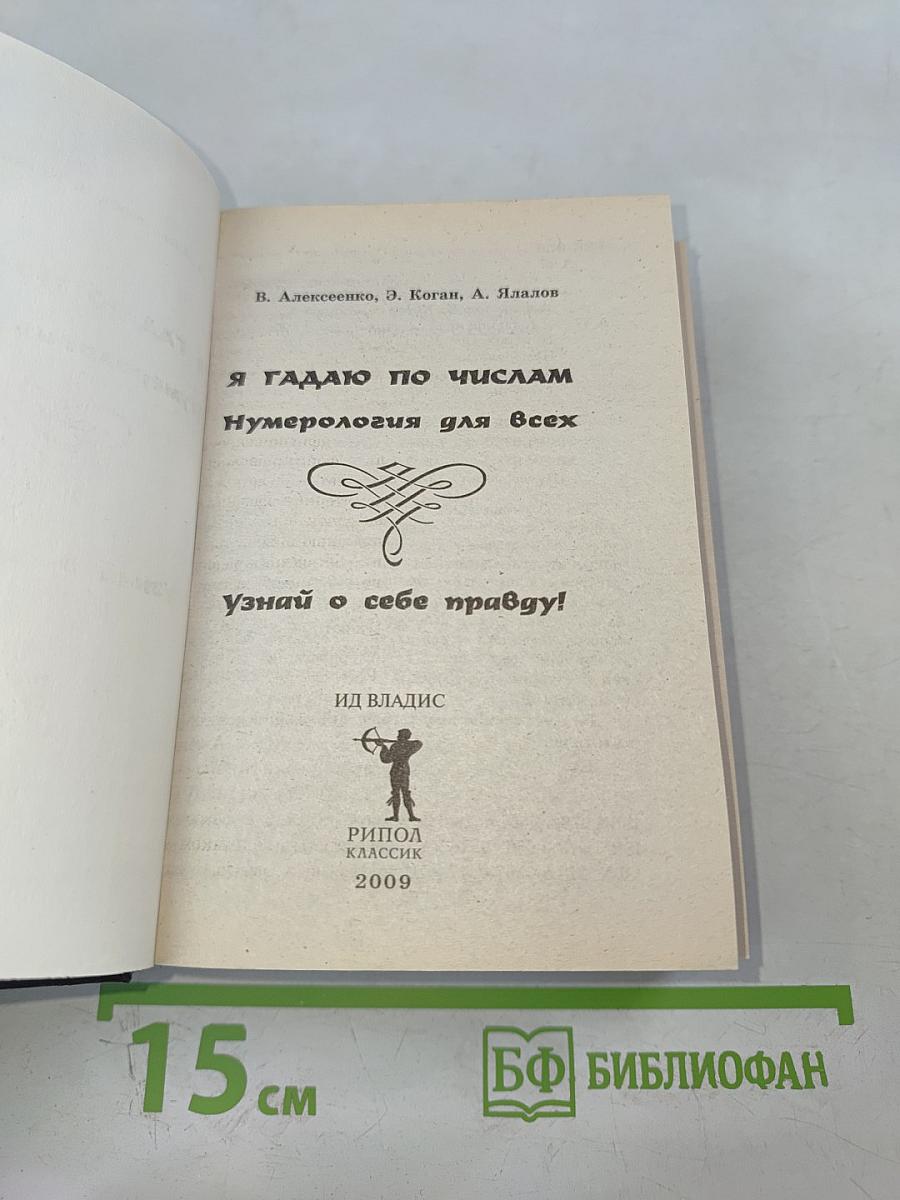 В. Алексеенко, Э. Коган, А. Ялалов
Я ГАДАЮ ПО ЧИСЛАМ
Нумерология для всех
Узнай о себе правду!
ИД ВЛАДИС
РИПОЛ
КЛАССИК
2009
15 см
БФ БИБЛИОФАН